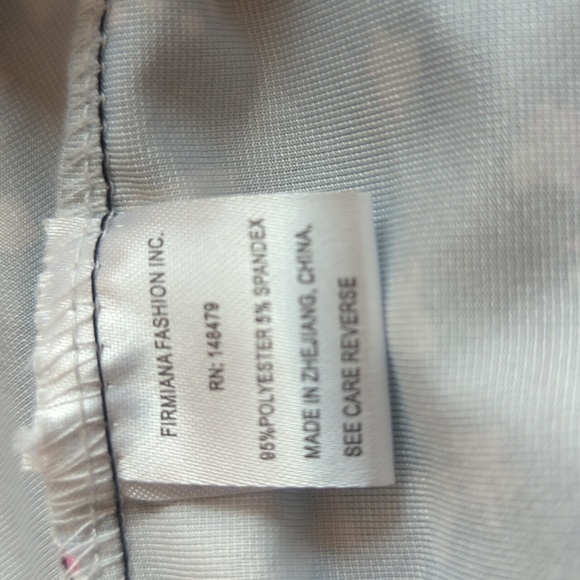 FIRMIANA FASHION INC.
RN: 148479
95%POLYESTER 5% SPANDEX
MADE IN ZHEJIANG, CHINA.
SEE CARE REVERSE